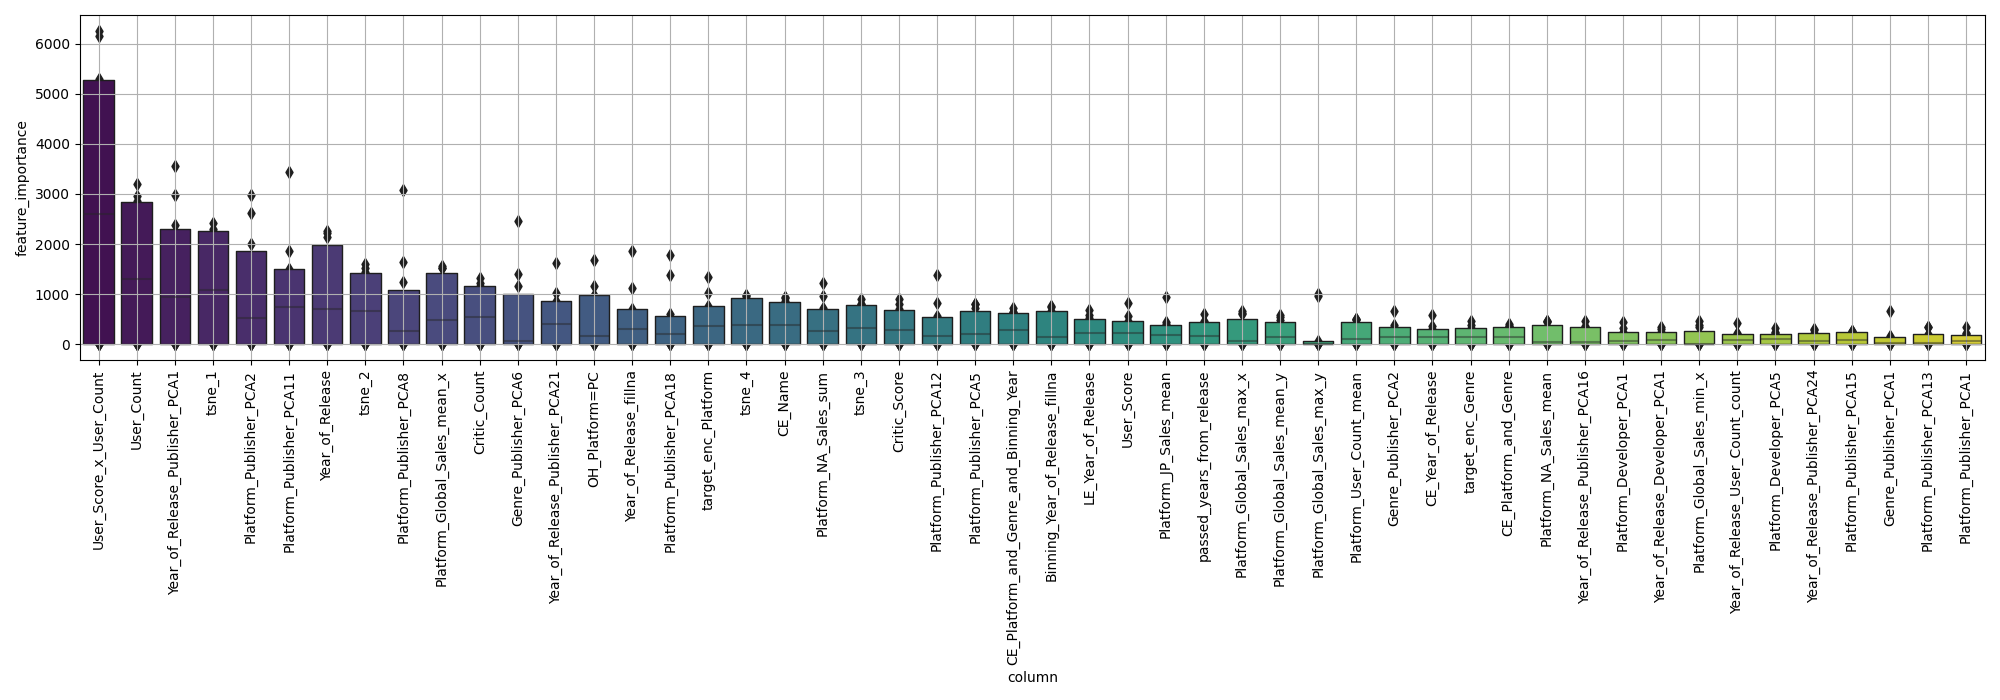 feature_importance
6000
5000
4000
3000
2000
1000
0
User_Score_x_User_Count
User_Count
Year_of_Release_Publisher_PCA1
tsne_1
Platform_Publisher_PCA2
Platform_Publisher_PCA11
Year_of_Release
tsne_2
Platform_Publisher_PCA8
Platform_Global_Sales_mean_x
Critic_Count
Genre_Publisher_PCA6
Year_of_Release_Publisher_PCA21
OH_Platform=PC
Year_of_Release_fillna
Platform_Publisher_PCA18
target_enc_Platform
tsne_4
CE_Name
Platform_NA_Sales_sum
tsne_3
Critic_Score
Platform_Publisher_PCA12
Platform_Publisher_PCA5
CE_Platform_and_Genre_and_Binning_Year
Binning_Year_of_Release_fillna
LE_Year_of_Release
User_Score
Platform_JP_Sales_mean
passed_years_from_release
Platform_Global_Sales_max_x
Platform_Global_Sales_mean_y
Platform_Global_Sales_max_y
Platform_User_Count_mean
Genre_Publisher_PCA2
CE_Year_of_Release
target_enc_Genre
CE_Platform_and_Genre
Platform_NA_Sales_mean
Year_of_Release_Publisher_PCA16
Platform_Developer_PCA1
Year_of_Release_Developer_PCA1
Platform_Global_Sales_min_x
Year_of_Release_User_Count_count
Platform_Developer_PCA5
Year_of_Release_Publisher_PCA24
Platform_Publisher_PCA15
Genre_Publisher_PCA1
Platform_Publisher_PCA13
Platform_Publisher_PCA1
column